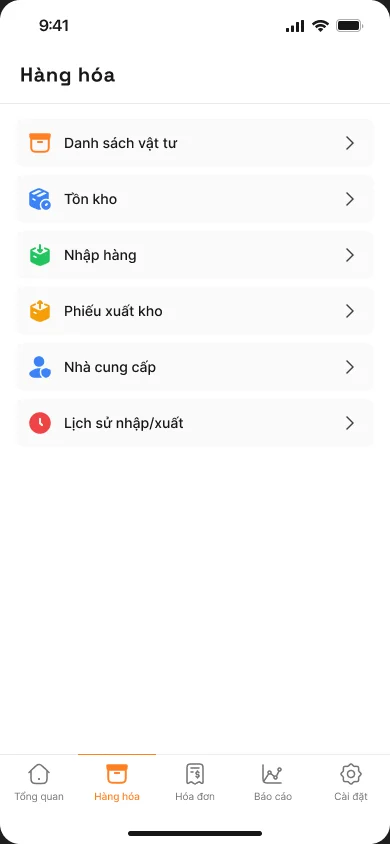 9:41
Hàng hóa
Danh sách vật tư
Tồn kho
Nhập hàng
Phiếu xuất kho
Nhà cung cấp
Lịch sử nhập/xuất
Tổng quan
Hàng hóa
Hóa đơn
Báo cáo
Cài đặt